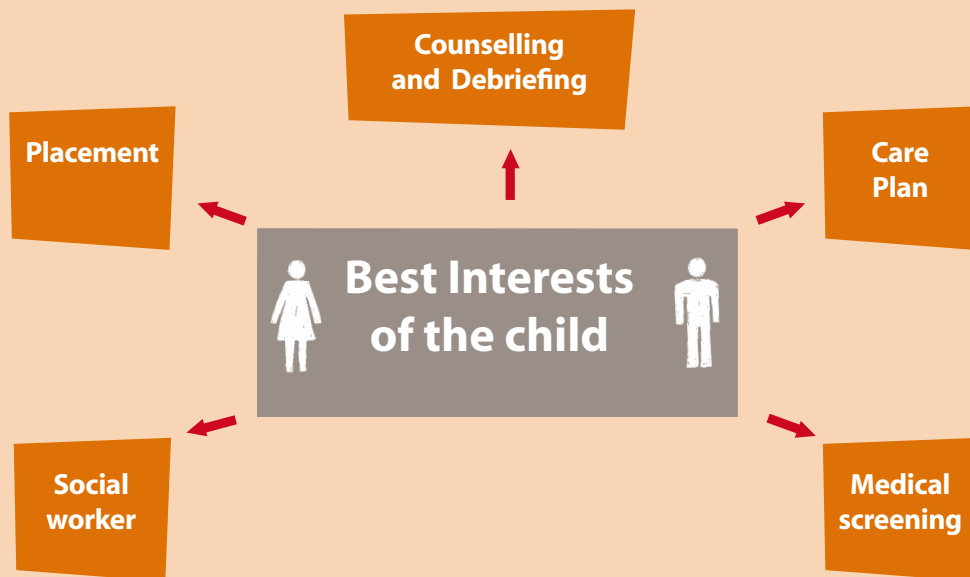 Counselling
and Debriefing
Placement
Care
Plan
Best Interests
of the child
Social
worker
Medical
screening